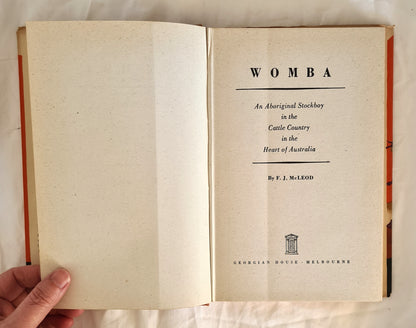 WOMBA
An Aboriginal Stockboy
in the
Cattle Country
in the
Heart of Australia
By F. J. McLEOD
GEORGIAN HOUSE - MELBOURNE